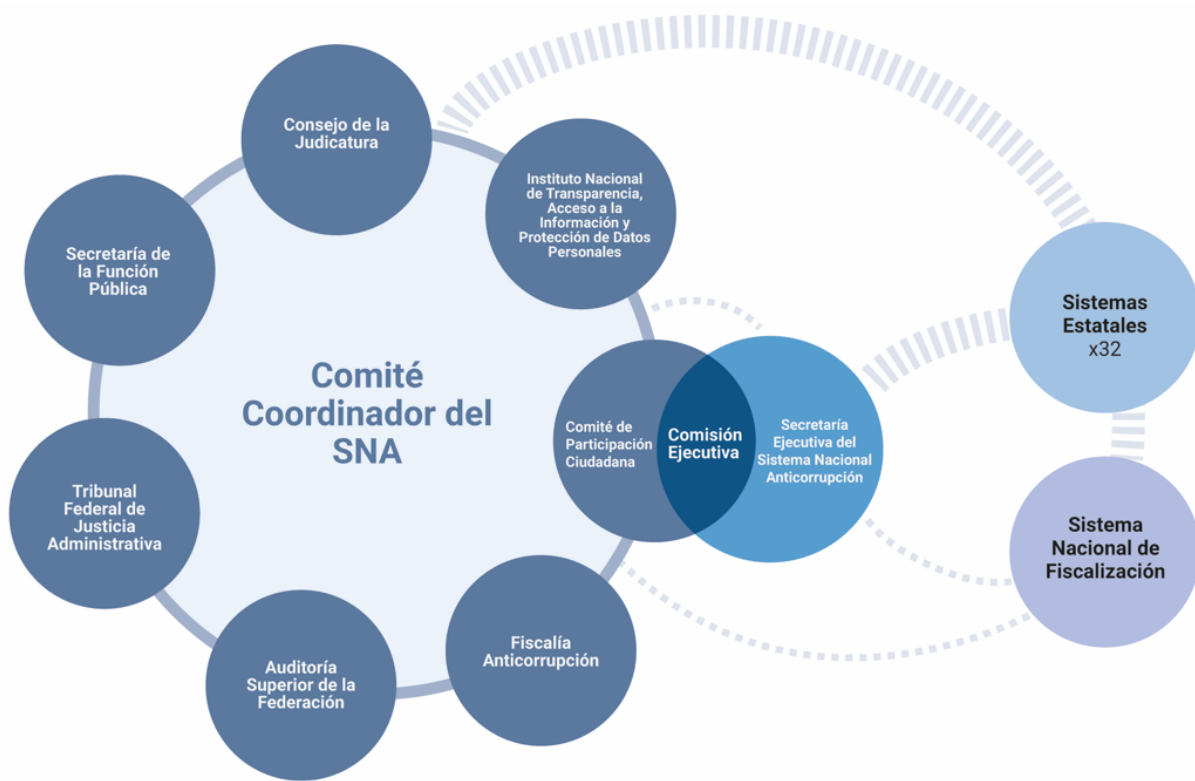 Consejo de la
Judicatura
Instituto Nacional
de Transparencia,
Acceso a la
Información y
Protección de Datos
Personales
Secretaría de
la Función
Pública
Sistemas
Estatales
x32
Comité
Coordinador del
SNA
Comité de
Participación
Ciudadana
Comisión
Ejecutiva
Secretaría
Ejecutiva del
Sistema Nacional
Anticorrupción
Tribunal
Federal de
Justicia
Administrativa
Sistema
Nacional de
Fiscalización
Auditoría
Superior de la
Federación
Fiscalía
Anticorrupción